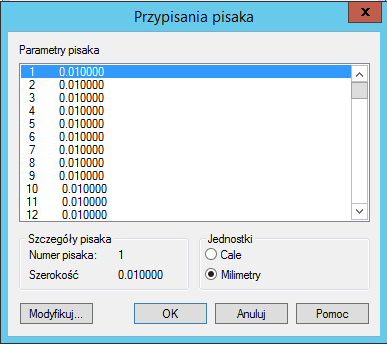 Przypisania pisaka
x
Parametry pisaka
1 0.010000
2 0.010000
3 0.010000
4 0.010000
5 0.010000
6 0.010000
7 0.010000
8 0.010000
9 0.010000
10 0.010000
11 0.010000
12 0.010000
Szczegóły pisaka
Numer pisaka: 1
Szerokość 0.010000
Jednostki
Cale
Milimetry
Modyfikuj... OK Anuluj Pomoc